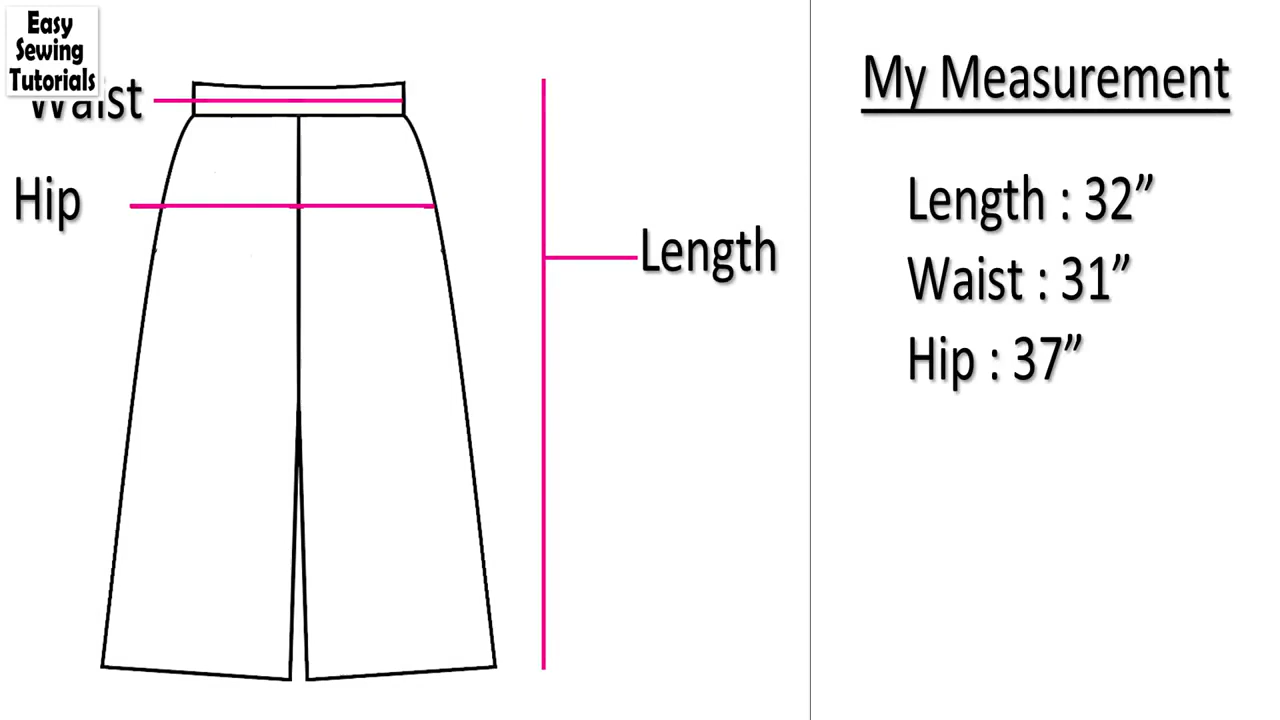 Easy
Sewing
Tutorials
Waist
Hip
Length
My Measurement
Length : 32”
Waist : 31”
Hip : 37”